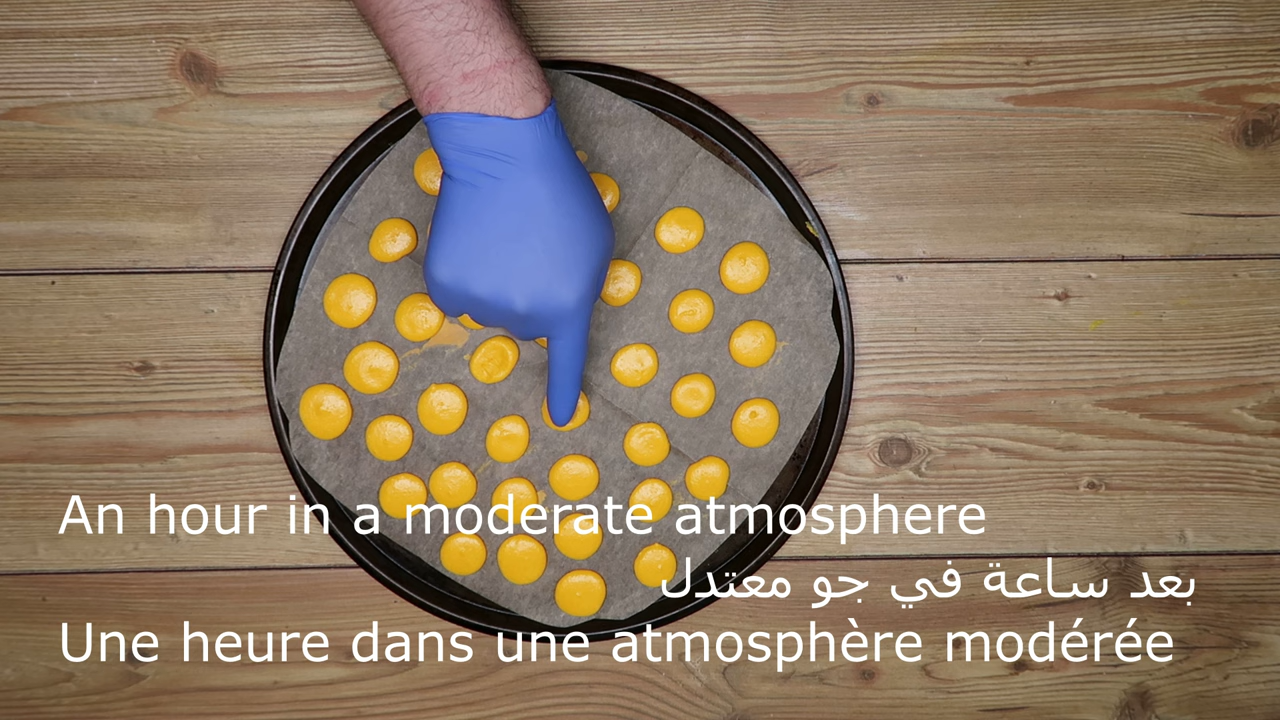 An hour in a moderate atmosphere
بعد ساعة في جو معتدل
Une heure dans une atmosphère modérée